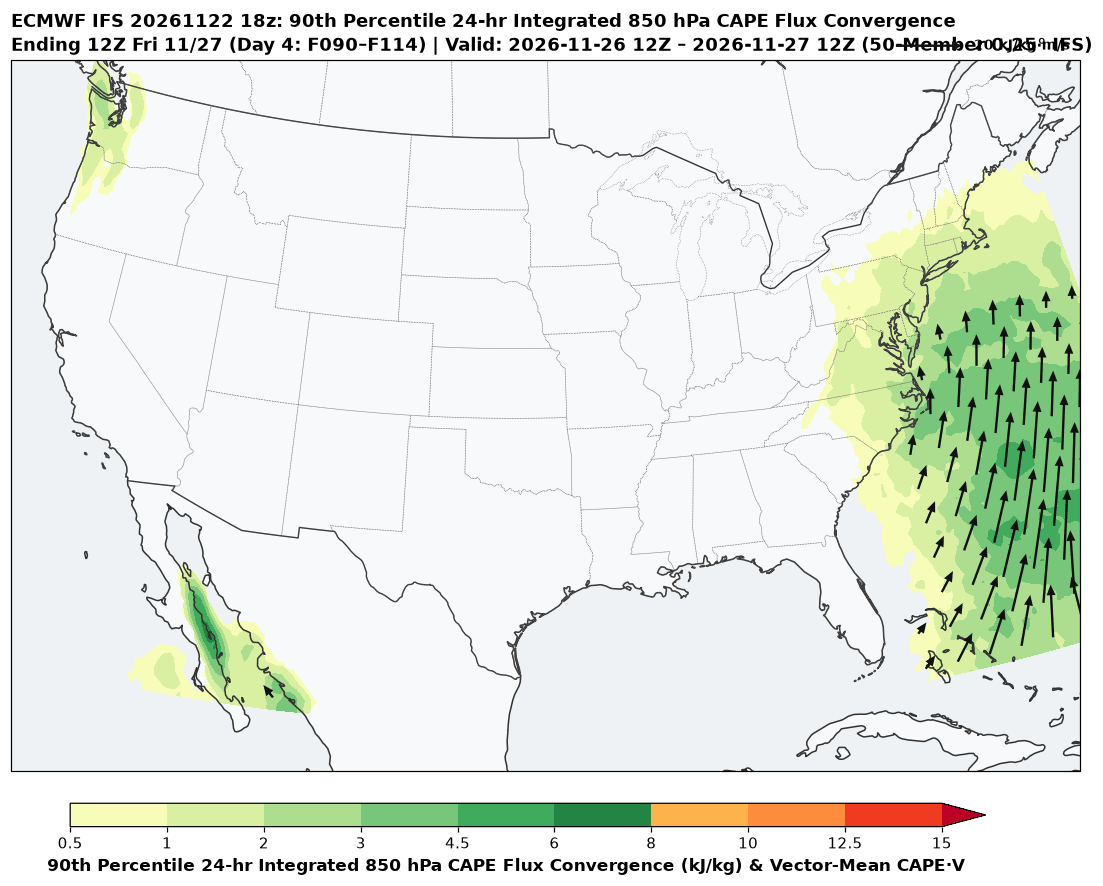 ECMWF IFS 20261122 18z: 90th Percentile 24-hr Integrated 850 hPa CAPE Flux Convergence
Ending 12Z Fri 11/27 (Day 4: F090–F114) | Valid: 2026-11-26 12Z – 2026-11-27 12Z (50-Member 0.25° IFS)
0.5 1 2 3 4.5 6 8 10 12.5 15
90th Percentile 24-hr Integrated 850 hPa CAPE Flux Convergence (kJ/kg) & Vector-Mean CAPE·V